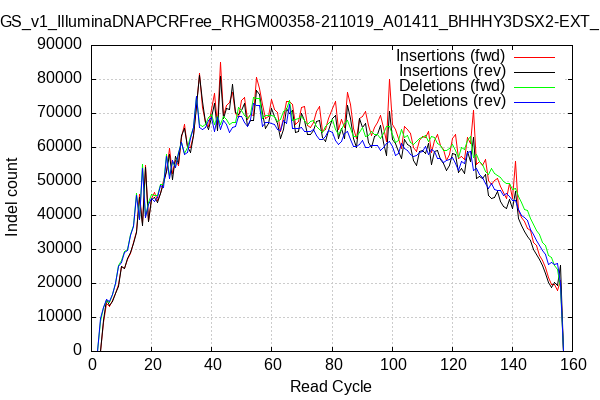 GS_v1_IlluminaDNAPCRFree_RHGM00358-211019_A01411_BHHHY3DSX2-EXT_
Insertions (fwd)
Insertions (rev)
Deletions (fwd)
Deletions (rev)
90000
80000
70000
60000
50000
40000
30000
20000
10000
0
Indel count
0 20 40 60 80 100 120 140 160
Read Cycle